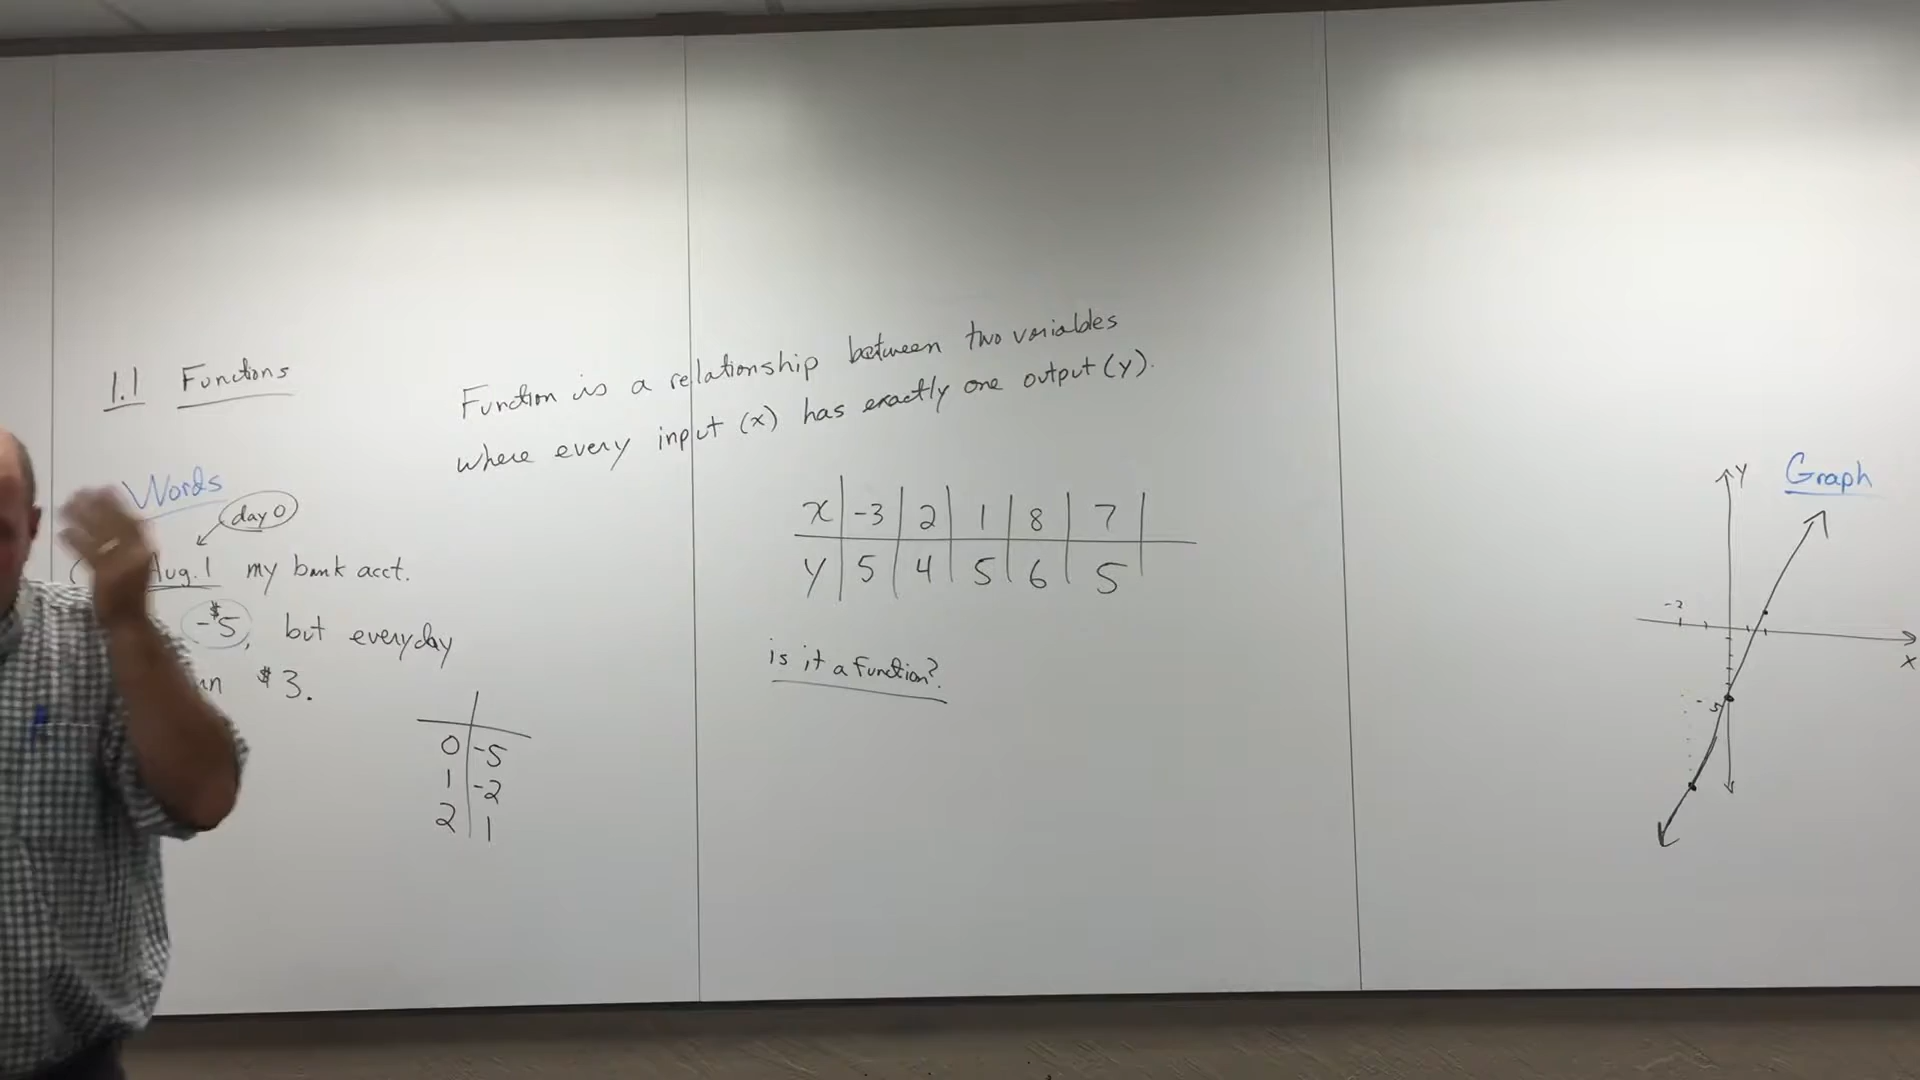 1.1 Functions
Function is a relationship between two variables
where every input (x) has exactly one output (y).
Words
day 0
Aug. 1 my bank acct.
-$5, but everyday
$3.
0 -5
1 -2
2 1
x -3 2 1 8 7
y 5 4 5 6 5
is it a function?
Graph
y
-2
x
-5